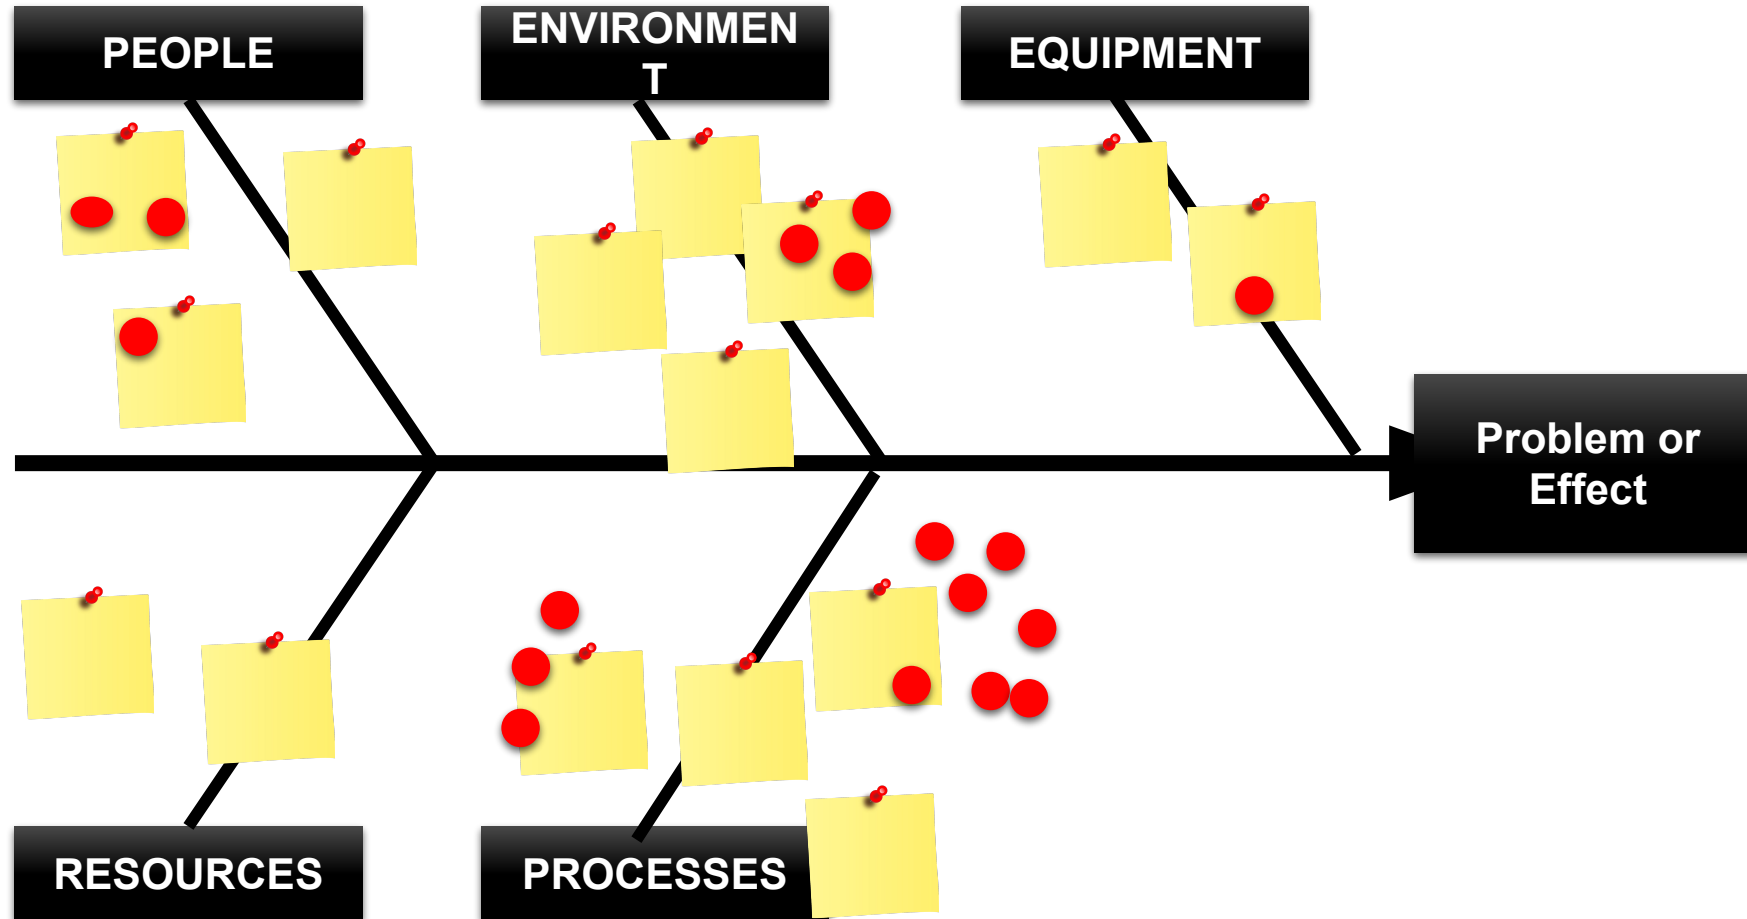 PEOPLE
ENVIRONMEN
T
EQUIPMENT
Problem or
Effect
RESOURCES
PROCESSES